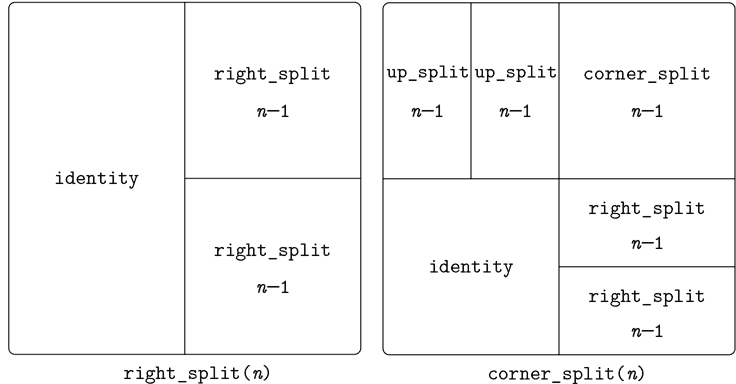 identity
right_split
n−1
right_split
n−1
right_split(n)
up_split
n−1
up_split
n−1
corner_split
n−1
identity
right_split
n−1
right_split
n−1
corner_split(n)